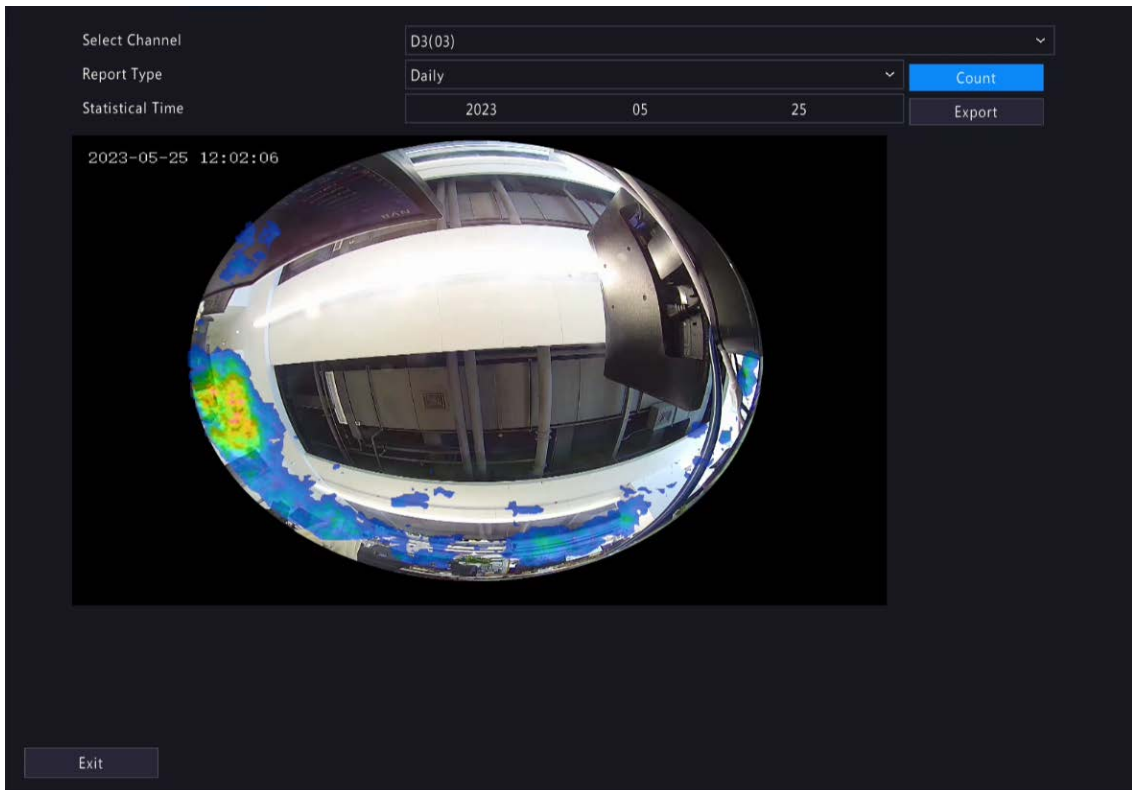 Select Channel D3(03)
Report Type Daily Count
Statistical Time 2023 05 25 Export
2023-05-25 12:02:06
Exit